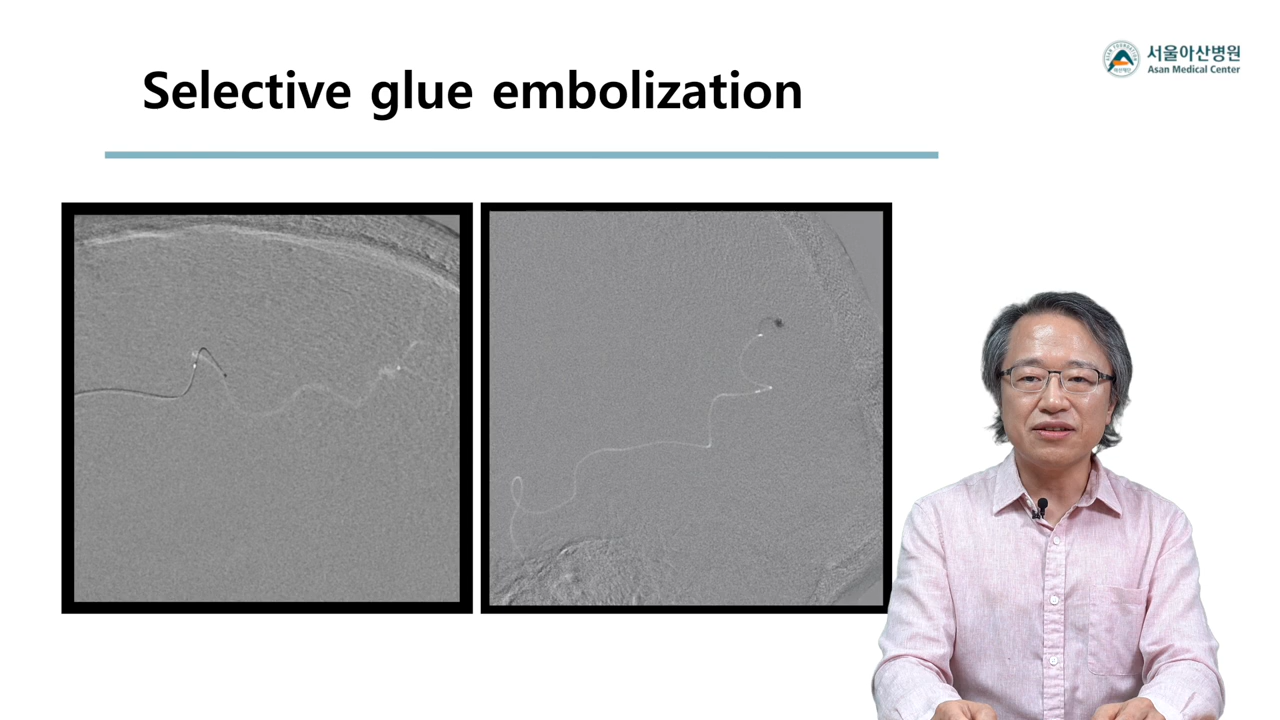 Selective glue embolization
서울아산병원
Asan Medical Center